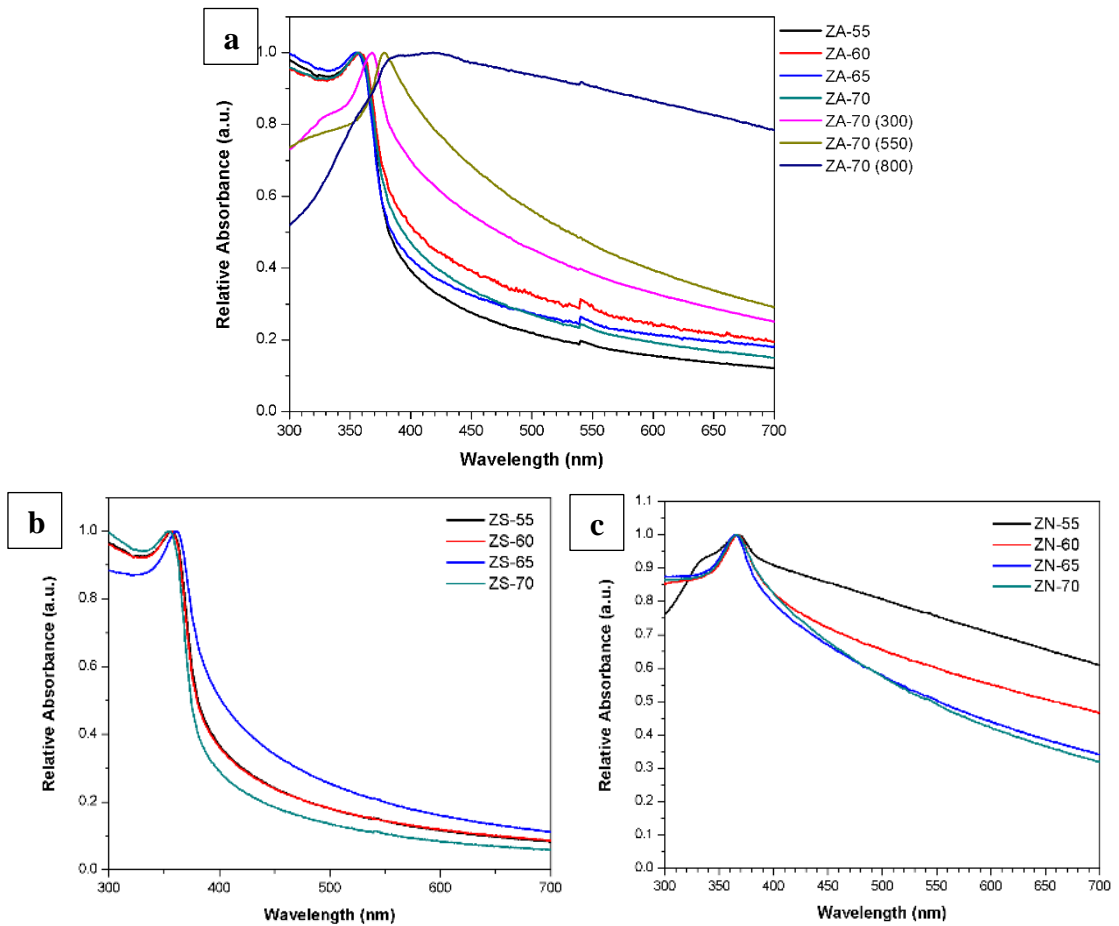 a
ZA-55
ZA-60
ZA-65
ZA-70
ZA-70 (300)
ZA-70 (550)
ZA-70 (800)
1.0
0.8
0.6
0.4
0.2
0.0
Relative Absorbance (a.u.)
300 350 400 450 500 550 600 650 700
Wavelength (nm)
b
ZS-55
ZS-60
ZS-65
ZS-70
1.0
0.8
0.6
0.4
0.2
0.0
Relative Absorbance (a.u.)
300 400 500 600 700
Wavelength (nm)
c
ZN-55
ZN-60
ZN-65
ZN-70
1.1
1.0
0.9
0.8
0.7
0.6
0.5
0.4
0.3
0.2
0.1
0.0
Relative Absorbance (a.u.)
300 350 400 450 500 550 600 650 700
Wavelength (nm)